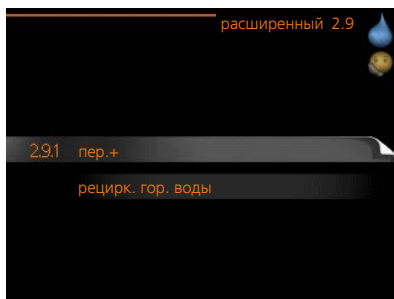 расширенный 2.9
2.9.1 пер.+
рецирк. гор. воды